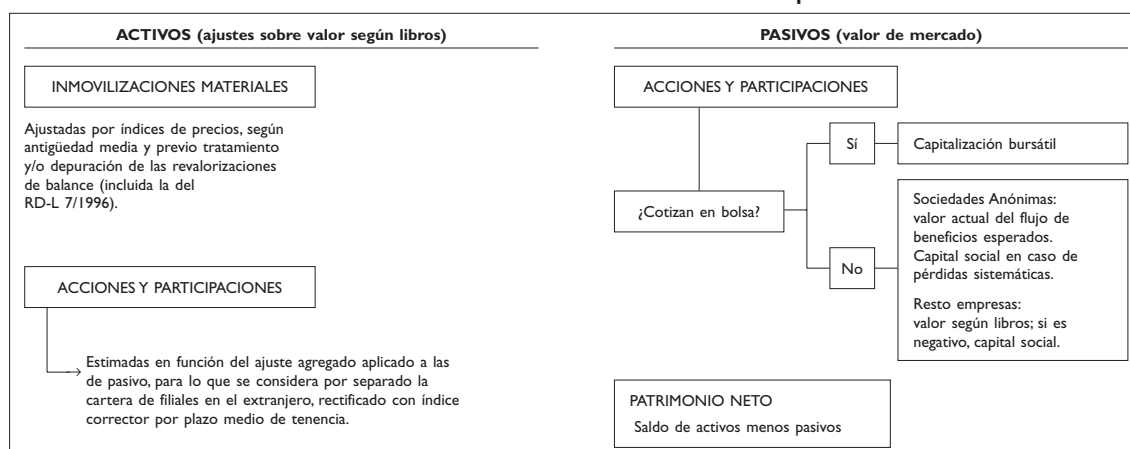 ACTIVOS (ajustes sobre valor según libros)
INMOVILIZACIONES MATERIALES
Ajustadas por índices de precios, según
antigüedad media y previo tratamiento
y/o depuración de las revalorizaciones
de balance (incluida la del
RD-L 7/1996).
ACCIONES Y PARTICIPACIONES
Estimadas en función del ajuste agregado aplicado a las
de pasivo, para lo que se considera por separado la
cartera de filiales en el extranjero, rectificado con índice
corrector por plazo medio de tenencia.
PASIVOS (valor de mercado)
ACCIONES Y PARTICIPACIONES
¿Cotizan en bolsa?
Sí
Capitalización bursátil
No
Sociedades Anónimas:
valor actual del flujo de
beneficios esperados.
Capital social en caso de
pérdidas sistemáticas.
Resto empresas:
valor según libros; si es
negativo, capital social.
PATRIMONIO NETO
Saldo de activos menos pasivos